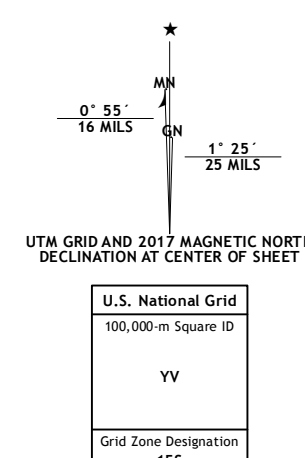 ★
MN
0° 55´
16 MILS
GN
1° 25´
25 MILS
UTM GRID AND 2017 MAGNETIC NORTH
DECLINATION AT CENTER OF SHEET
U.S. National Grid
100,000-m Square ID
YV
Grid Zone Designation
15S